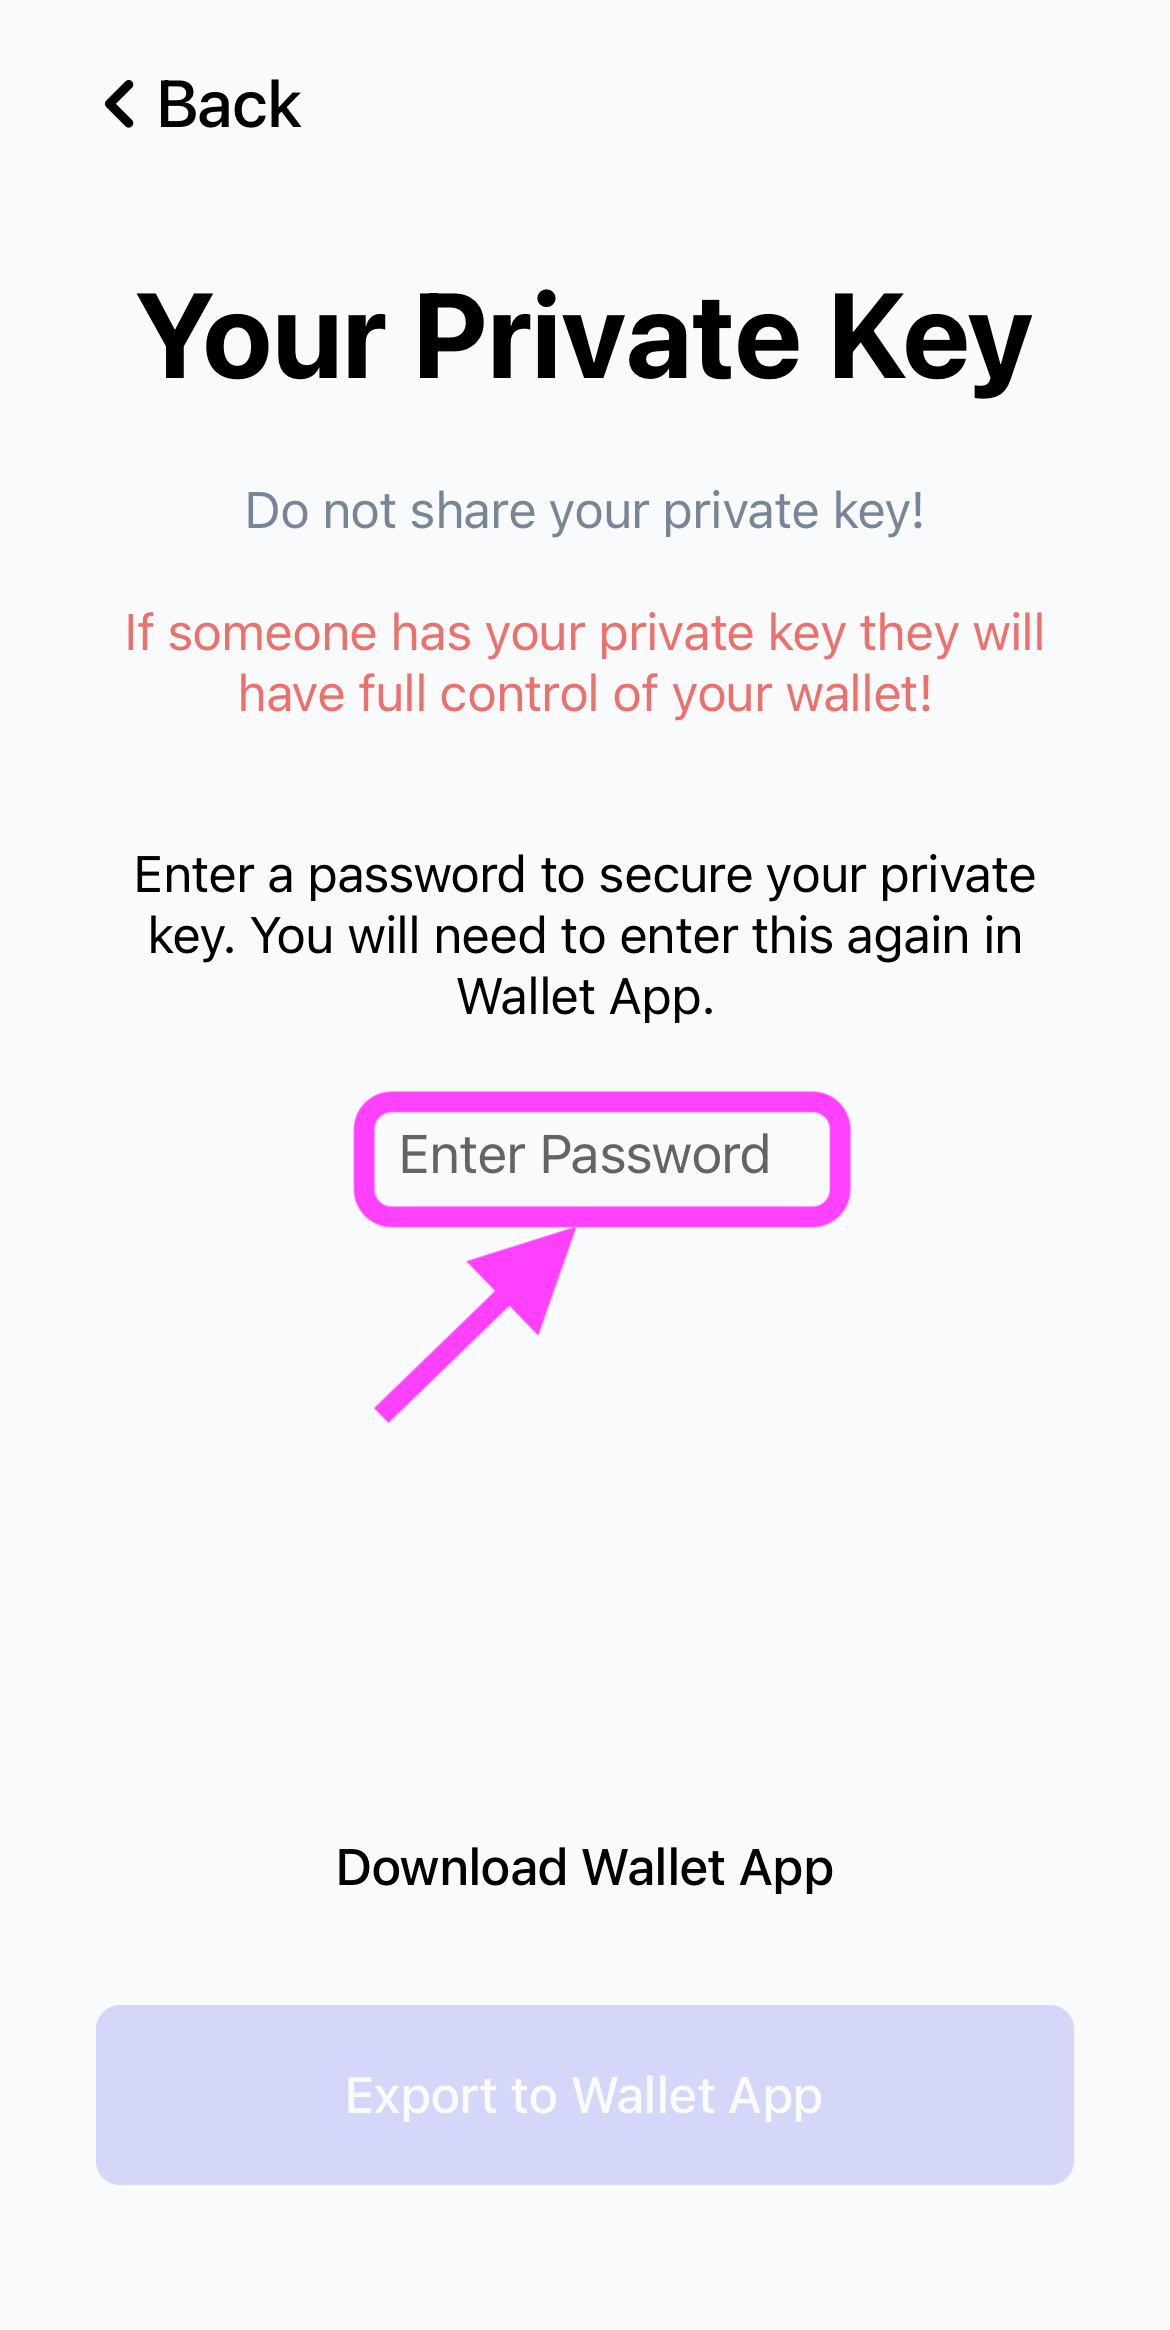 Back
Your Private Key
Do not share your private key!
If someone has your private key they will
have full control of your wallet!
Enter a password to secure your private
key. You will need to enter this again in
Wallet App.
Enter Password
Download Wallet App
Export to Wallet App